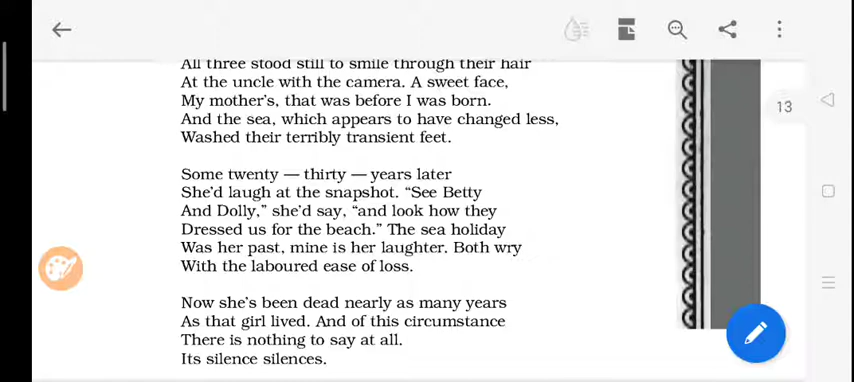 All three stood still to smile through their hair
At the uncle with the camera. A sweet face,
My mother's, that was before I was born.
And the sea, which appears to have changed less,
Washed their terribly transient feet.
13
Some twenty — thirty — years later
She'd laugh at the snapshot. “See Betty
And Dolly,” she'd say, “and look how they
Dressed us for the beach.” The sea holiday
Was her past, mine is her laughter. Both wry
With the laboured ease of loss.
Now she's been dead nearly as many years
As that girl lived. And of this circumstance
There is nothing to say at all.
Its silence silences.